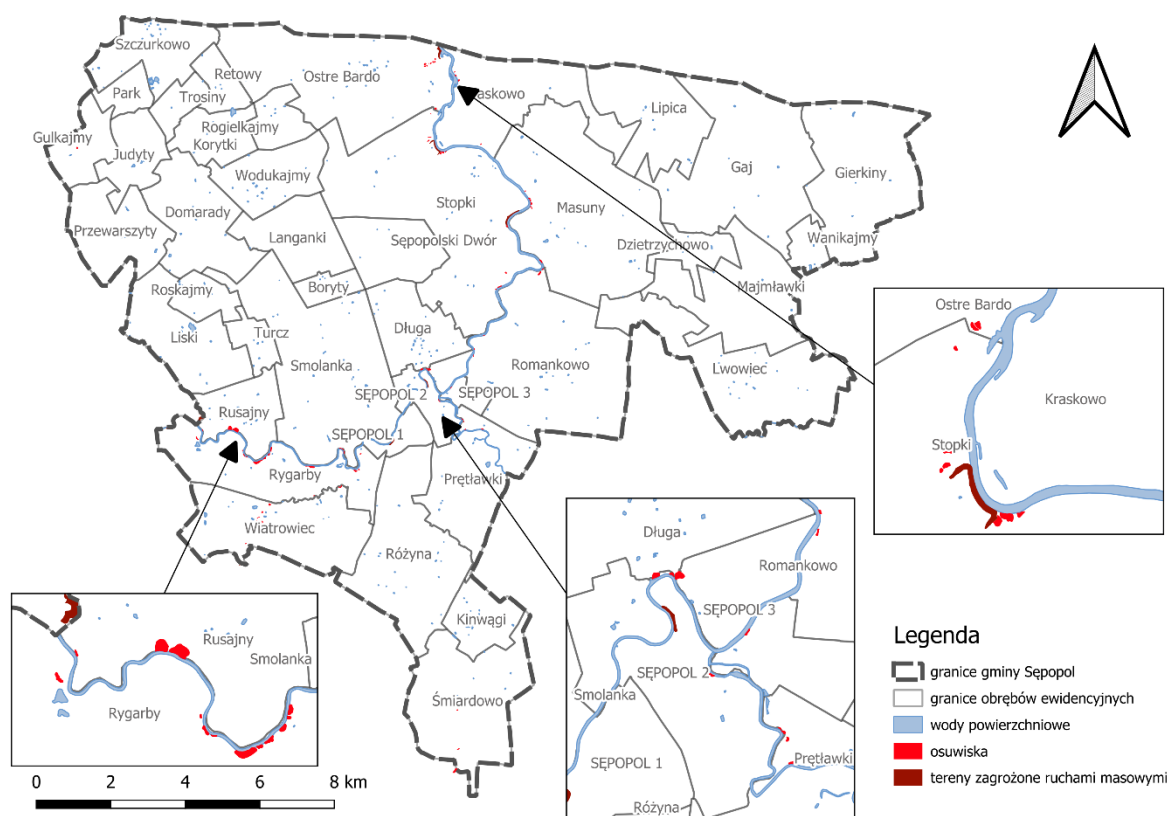 Szczurkowo
Retowy
Ostre Bardo
Park
Trosiny
Kraskowo
Lipica
Rogielkajmy
Gulkajmy
Korytki
Judyty
Gaj
Gierkiny
Wodukajmy
Stopki
Masuny
Domarady
Przewarszyty
Langanki
Sępopolski Dwór
Dzietrzychowo
Wanikajmy
Roskajmy
Boryty
Majmławki
Liski
Turcz
Długa
Smolanka
Romankowo
Lwowiec
SĘPOPOL 2
SĘPOPOL 3
Rusajny
SĘPOPOL 1
Rygarby
Prętławki
Wiatrowiec
Różyna
Kinwągi
Śmiardowo
Ostre Bardo
Kraskowo
Stopki
Rusajny
Smolanka
Rygarby
0 2 4 6 8 km
Długa
Romankowo
SĘPOPOL 3
SĘPOPOL 2
Smolanka
SĘPOPOL 1
Prętławki
Różyna
Legenda
granice gminy Sępopol
granice obrębów ewidencyjnych
wody powierzchniowe
osuwiska
tereny zagrożone ruchami masowymi